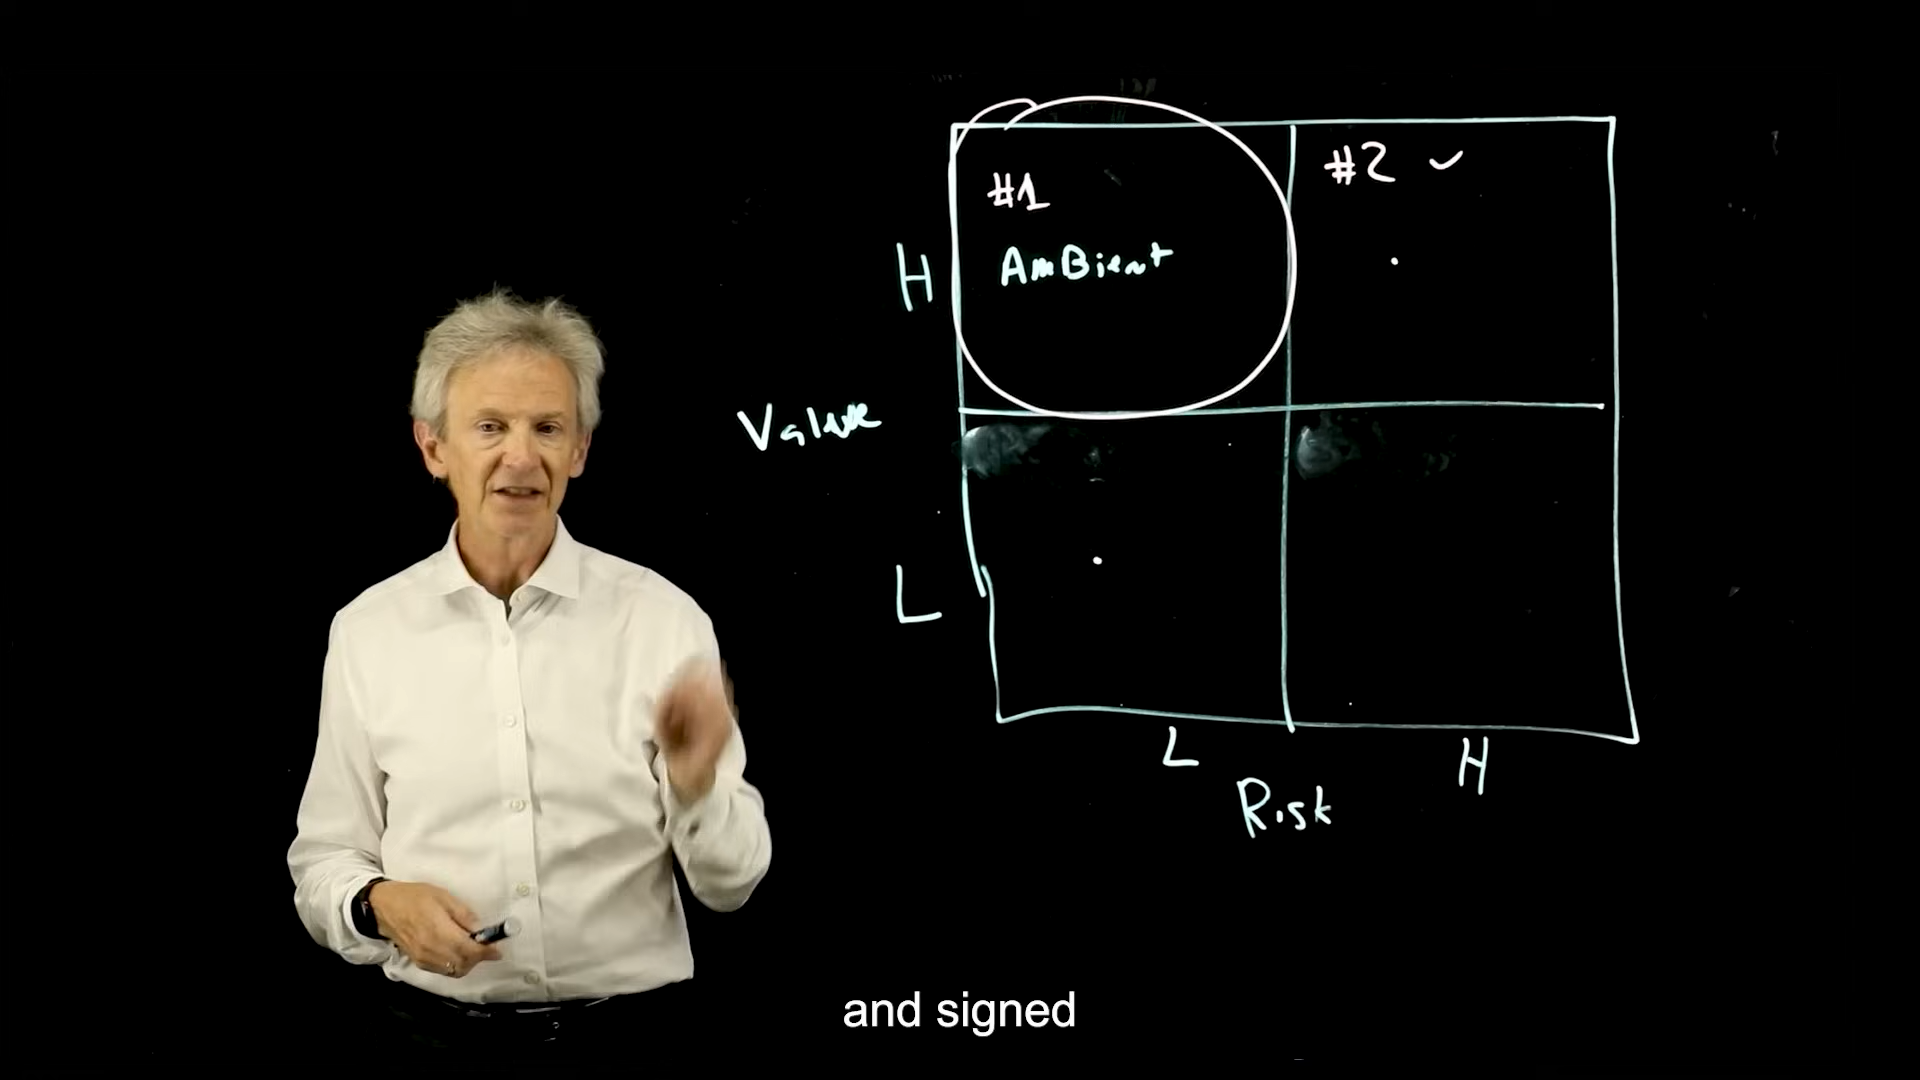 #1
#2 ✓
AmBient
H
Value
L
L
H
Risk
and signed